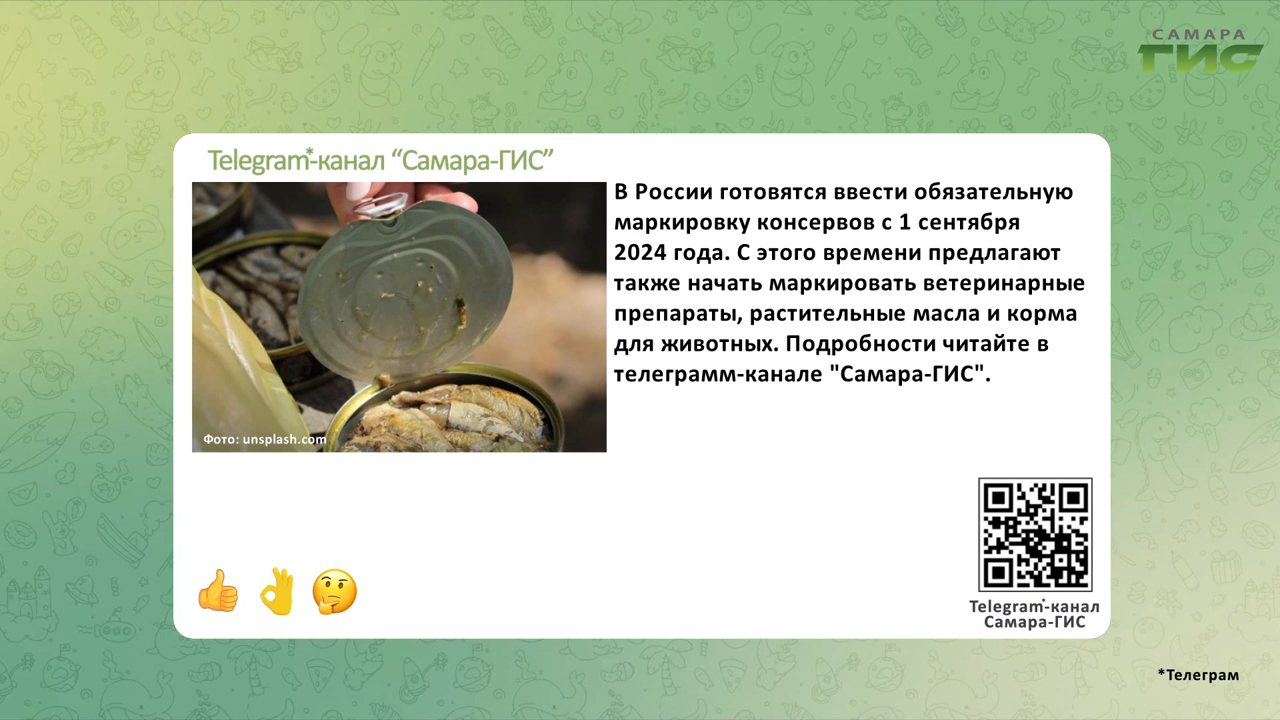 САМАРА
ГИС
Telegram*-канал “Самара-ГИС”
В России готовятся ввести обязательную
маркировку консервов с 1 сентября
2024 года. С этого времени предлагают
также начать маркировать ветеринарные
препараты, растительные масла и корма
для животных. Подробности читайте в
телеграмм-канале "Самара-ГИС".
Фото: unsplash.com
Telegram*-канал
Самара-ГИС
*Телеграм